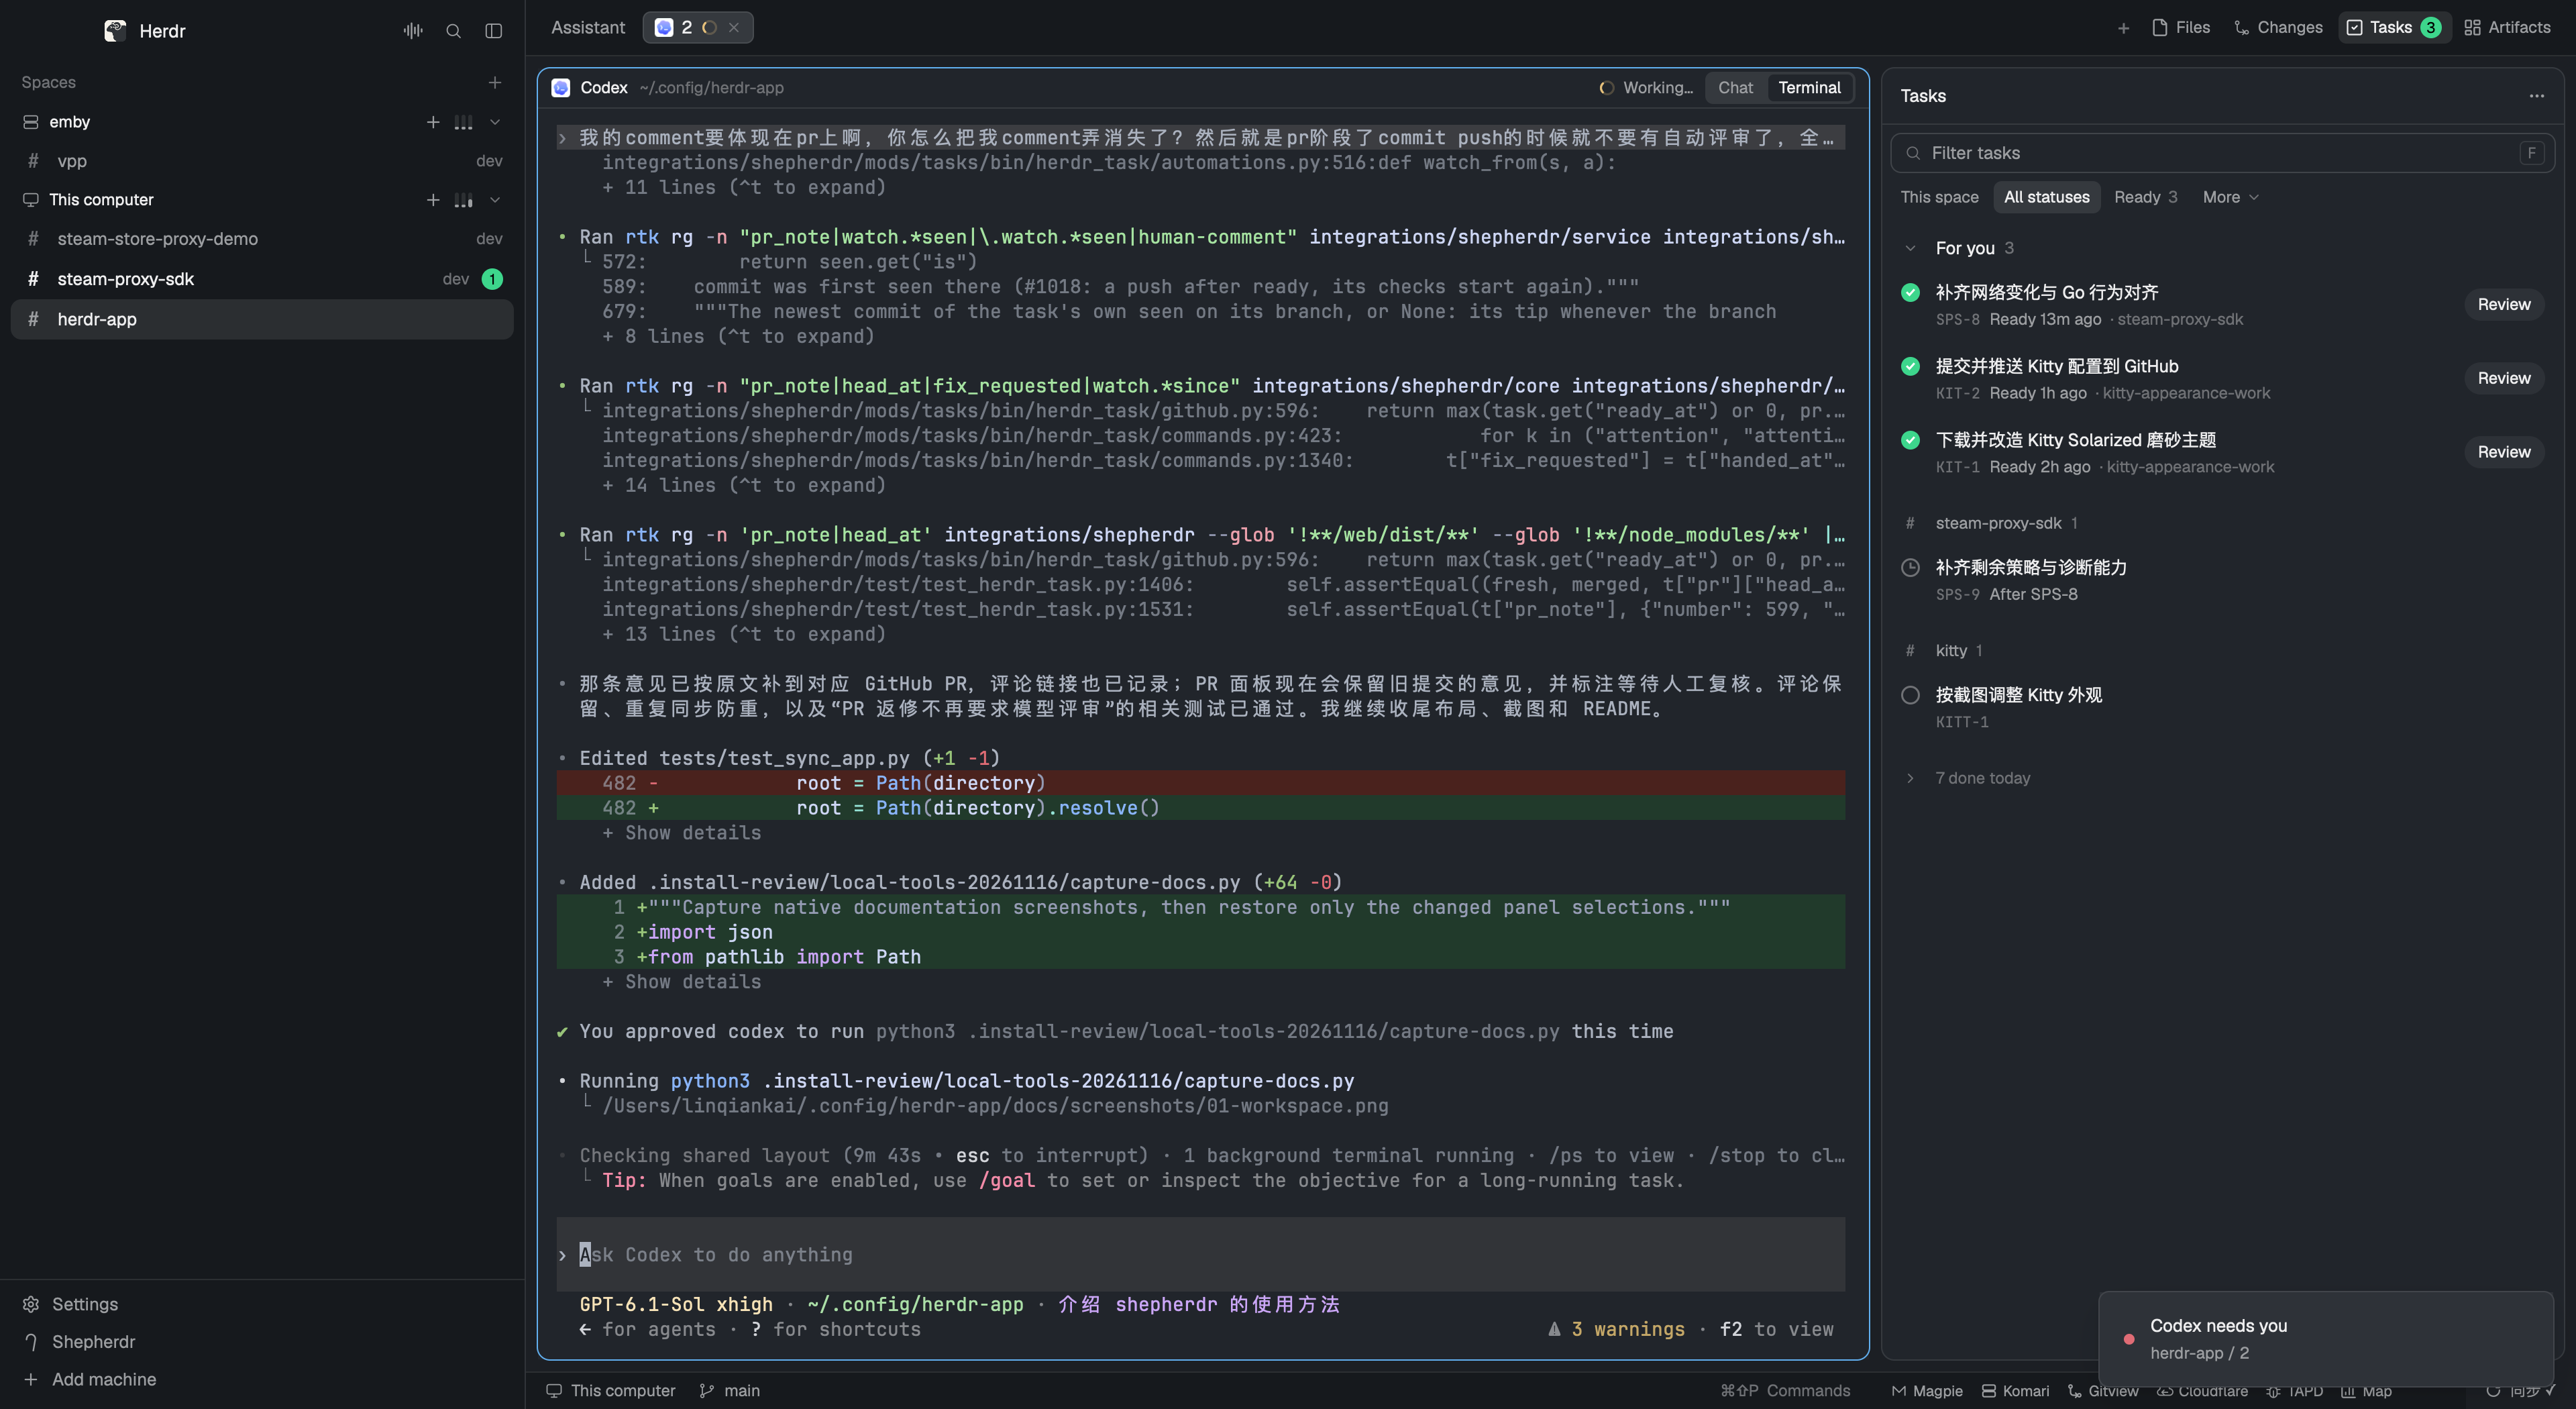 Herdr
Spaces
emby
# vpp dev
This computer
# steam-store-proxy-demo dev
# steam-proxy-sdk dev 1
# herdr-app
Settings
Shepherdr
+ Add machine
Assistant 2 ×
+ Files Changes Tasks 3 Artifacts
Codex ~/.config/herdr-app Working... Chat Terminal
› 我的comment要体现在pr上啊，你怎么把我comment弄消失了？然后就是pr阶段了commit push的时候就不要有自动评审了，全…
integrations/shepherdr/mods/tasks/bin/herdr_task/automations.py:516:def watch_from(s, a):
+ 11 lines (^t to expand)
• Ran rtk rg -n "pr_note|watch.*seen|\.watch.*seen|human-comment" integrations/shepherdr/service integrations/sh…
└ 572:        return seen.get("is")
589:    commit was first seen there (#1018: a push after ready, its checks start again)."""
679:    """The newest commit of the task's own seen on its branch, or None: its tip whenever the branch
+ 8 lines (^t to expand)
• Ran rtk rg -n "pr_note|head_at|fix_requested|watch.*since" integrations/shepherdr/core integrations/shepherdr/…
└ integrations/shepherdr/mods/tasks/bin/herdr_task/github.py:596:    return max(task.get("ready_at") or 0, pr.…
integrations/shepherdr/mods/tasks/bin/herdr_task/commands.py:423:            for k in ("attention", "attenti…
integrations/shepherdr/mods/tasks/bin/herdr_task/commands.py:1340:        t["fix_requested"] = t["handed_at"…
+ 14 lines (^t to expand)
• Ran rtk rg -n 'pr_note|head_at' integrations/shepherdr --glob '!**/web/dist/**' --glob '!**/node_modules/**' |…
└ integrations/shepherdr/mods/tasks/bin/herdr_task/github.py:596:    return max(task.get("ready_at") or 0, pr.…
integrations/shepherdr/test/test_herdr_task.py:1406:        self.assertEqual((fresh, merged, t["pr"]["head_a…
integrations/shepherdr/test/test_herdr_task.py:1531:        self.assertEqual(t["pr_note"], {"number": 599, "…
+ 13 lines (^t to expand)
• 那条意见已按原文补到对应 GitHub PR，评论链接也已记录；PR 面板现在会保留旧提交的意见，并标注等待人工复核。评论保
留、重复同步防重，以及“PR 返修不再要求模型评审”的相关测试已通过。我继续收尾布局、截图和 README。
• Edited tests/test_sync_app.py (+1 -1)
482 -            root = Path(directory)
482 +            root = Path(directory).resolve()
+ Show details
• Added .install-review/local-tools-20261116/capture-docs.py (+64 -0)
1 +"""Capture native documentation screenshots, then restore only the changed panel selections."""
2 +import json
3 +from pathlib import Path
+ Show details
✔ You approved codex to run python3 .install-review/local-tools-20261116/capture-docs.py this time
• Running python3 .install-review/local-tools-20261116/capture-docs.py
└ /Users/linqiankai/.config/herdr-app/docs/screenshots/01-workspace.png
• Checking shared layout (9m 43s • esc to interrupt) · 1 background terminal running · /ps to view · /stop to cl…
└ Tip: When goals are enabled, use /goal to set or inspect the objective for a long-running task.
› Ask Codex to do anything
GPT-6.1-Sol xhigh · ~/.config/herdr-app · 介绍 shepherdr 的使用方法
← for agents · ? for shortcuts ⚠ 3 warnings · f2 to view
Tasks ...
Filter tasks F
This space All statuses Ready 3 More
For you 3
补齐网络变化与 Go 行为对齐
SPS-8 Ready 13m ago · steam-proxy-sdk Review
提交并推送 Kitty 配置到 GitHub
KIT-2 Ready 1h ago · kitty-appearance-work Review
下载并改造 Kitty Solarized 磨砂主题
KIT-1 Ready 2h ago · kitty-appearance-work Review
# steam-proxy-sdk 1
补齐剩余策略与诊断能力
SPS-9 After SPS-8
# kitty 1
按截图调整 Kitty 外观
KITT-1
7 done today
Codex needs you
herdr-app / 2
This computer main ⌘⇧P Commands Magpie Komari Gitview Cloudflare TAPD Map 同步 ✓